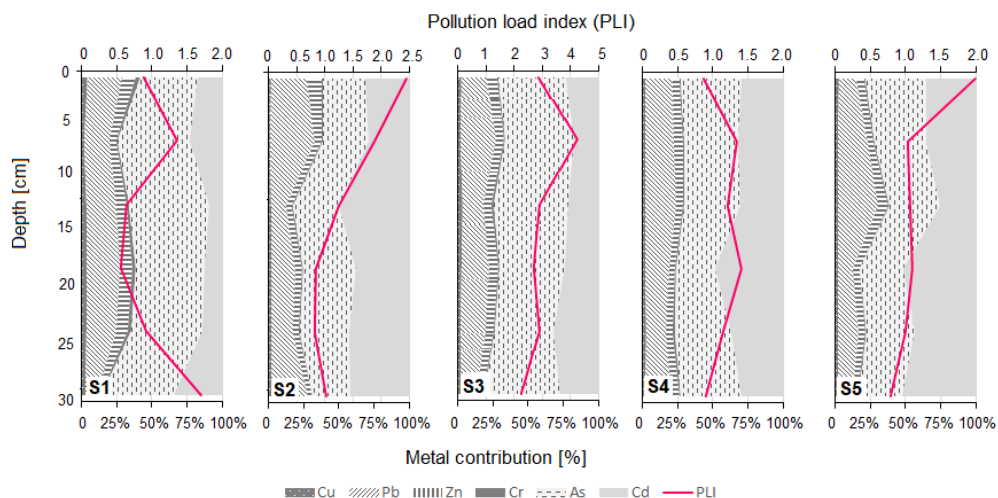 Pollution load index (PLI)
0 0.5 1.0 1.5 2.0 0 0.5 1.0 1.5 2.0 2.5 0 1 2 3 4 5 0 0.5 1.0 1.5 2.0 0 0.5 1.0 1.5 2.0
0
5
10
15
20
25
30
Depth [cm]
S1 S2 S3 S4 S5
0 25% 50% 75% 100% 0 25% 50% 75% 100% 0 25% 50% 75% 100% 0 25% 50% 75% 100% 0 25% 50% 75% 100%
Metal contribution [%]
Cu Pb Zn Cr As Cd PLI